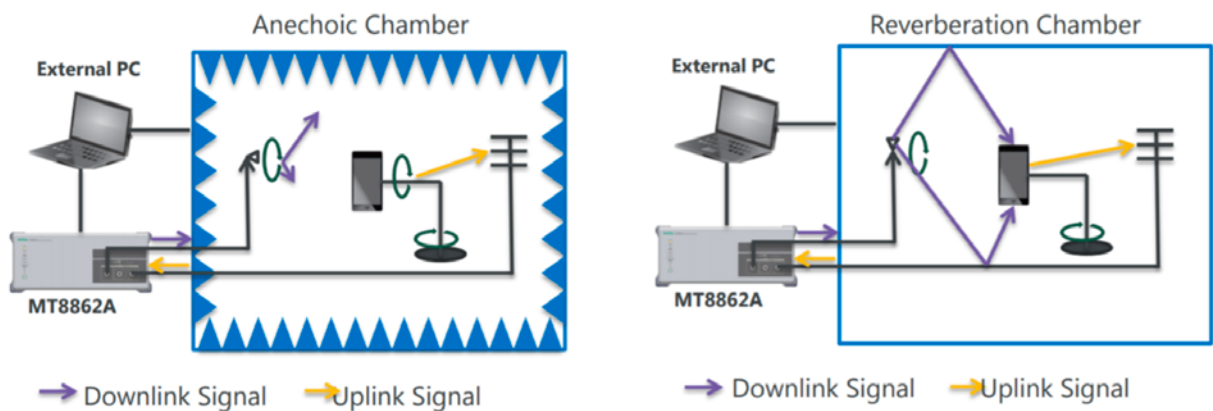 Anechoic Chamber
External PC
MT8862A
Downlink Signal
Uplink Signal
Reverberation Chamber
External PC
MT8862A
Downlink Signal
Uplink Signal